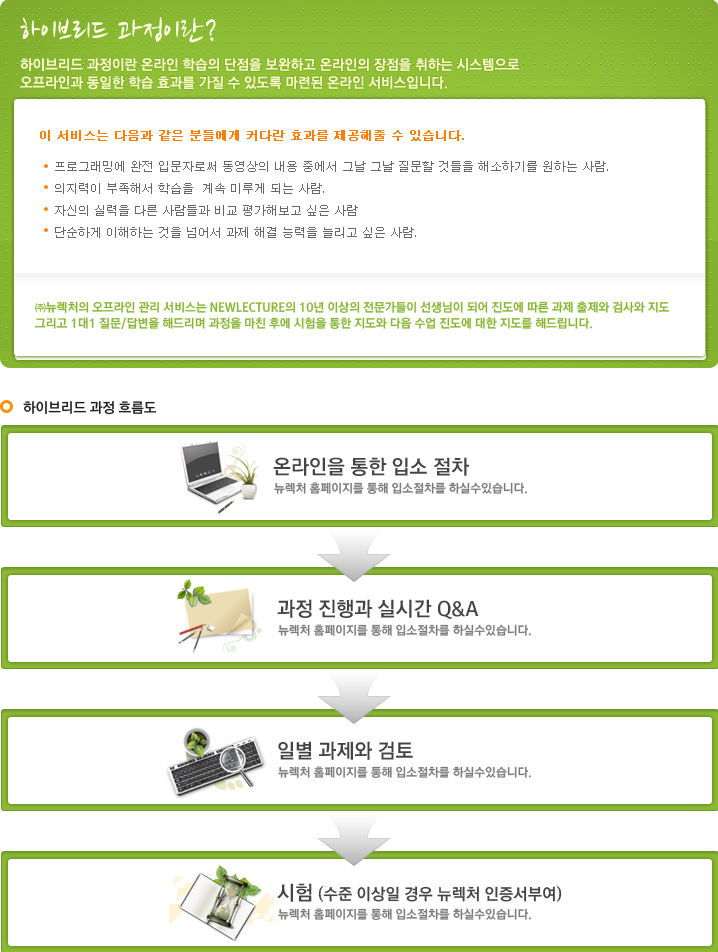 하이브리드 과정이란?
하이브리드 과정이란 온라인 학습의 단점을 보완하고 온라인의 장점을 취하는 시스템으로
오프라인과 동일한 학습 효과를 가질 수 있도록 마련된 온라인 서비스입니다.
이 서비스는 다음과 같은 분들에게 커다란 효과를 제공해줄 수 있습니다.
• 프로그래밍에 완전 입문자로써 동영상의 내용 중에서 그날 그날 질문할 것들을 해소하기를 원하는 사람.
• 의지력이 부족해서 학습을 계속 미루게 되는 사람.
• 자신의 실력을 다른 사람들과 비교 평가해보고 싶은 사람
• 단순하게 이해하는 것을 넘어서 과제 해결 능력을 늘리고 싶은 사람.
㈜뉴렉처의 오프라인 관리 서비스는 NEWLECTURE의 10년 이상의 전문가들이 선생님이 되어 진도에 따른 과제 출제와 검사와 지도
그리고 1대1 질문/답변을 해드리며 과정을 마친 후에 시험을 통한 지도와 다음 수업 진도에 대한 지도를 해드립니다.
하이브리드 과정 흐름도
온라인을 통한 입소 절차
뉴렉처 홈페이지를 통해 입소절차를 하실수있습니다.
과정 진행과 실시간 Q&A
뉴렉처 홈페이지를 통해 입소절차를 하실수있습니다.
일별 과제와 검토
뉴렉처 홈페이지를 통해 입소절차를 하실수있습니다.
시험 (수준 이상일 경우 뉴렉처 인증서부여)
뉴렉처 홈페이지를 통해 입소절차를 하실수있습니다.